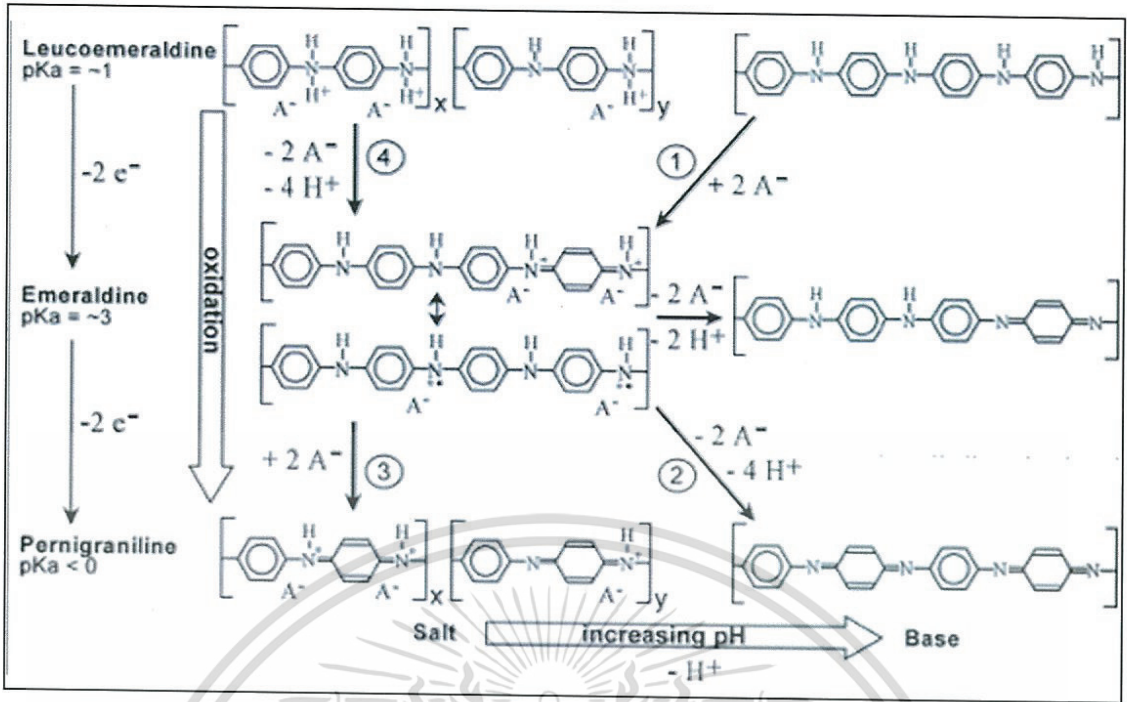 Leucoemeraldine
pKa = ~1
-2 e⁻
Emeraldine
pKa = ~3
-2 e⁻
Pernigraniline
pKa < 0
oxidation
H H
N N
H⁺ H⁺
A⁻ A⁻
x
H H
N N
H⁺
A⁻
y
H H H H
N N N N
- 2 A⁻
- 4 H⁺
4
1
+ 2 A⁻
H H H H
N N N⁺ N⁺
A⁻ A⁻
H H H H
N N N N
A⁻ A⁻
- 2 A⁻
- 2 H⁺
H H
N N N N
+ 2 A⁻
3
- 2 A⁻
- 4 H⁺
2
H H
N⁺ N⁺
A⁻ A⁻
x
H
N N⁺
A⁻
y
N N N N
Salt
increasing pH
Base
- H⁺